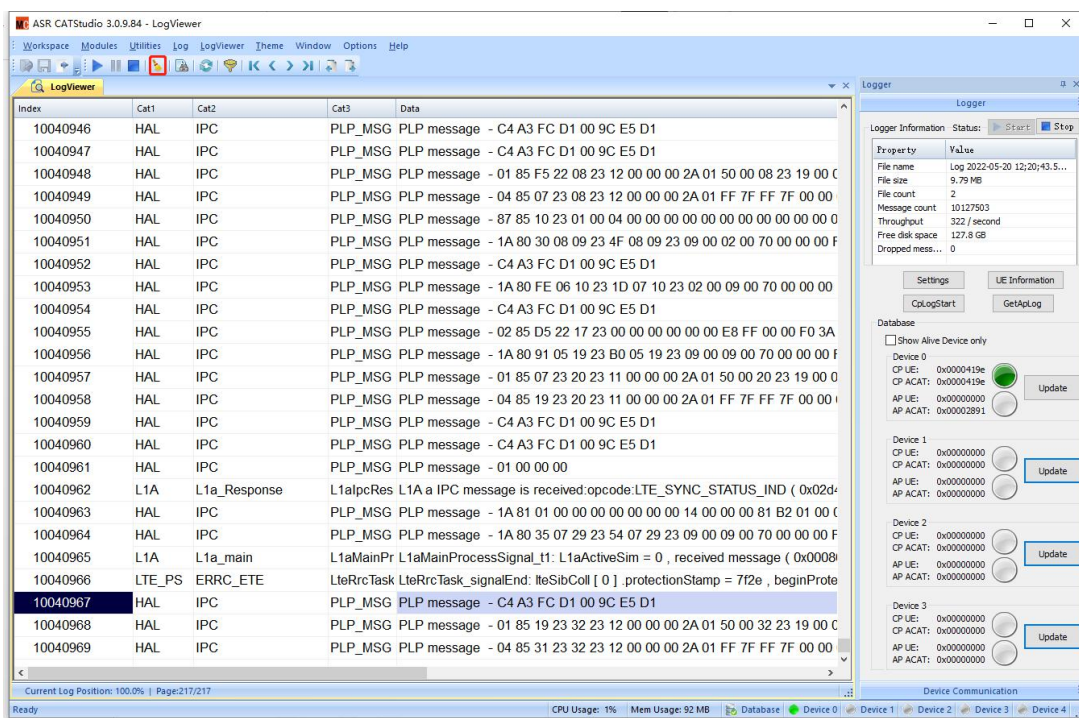 ASR CATStudio 3.0.9.84 - LogViewer
Workspace Modules Utilities Log LogViewer Theme Window Options Help
LogViewer
Index Cat1 Cat2 Cat3 Data
10040946 HAL IPC PLP_MSG PLP message - C4 A3 FC D1 00 9C E5 D1
10040947 HAL IPC PLP_MSG PLP message - C4 A3 FC D1 00 9C E5 D1
10040948 HAL IPC PLP_MSG PLP message - 01 85 F5 22 08 23 12 00 00 00 2A 01 50 00 08 23 19 00
10040949 HAL IPC PLP_MSG PLP message - 04 85 07 23 08 23 12 00 00 00 2A 01 FF 7F FF 7F 00 00
10040950 HAL IPC PLP_MSG PLP message - 87 85 10 23 01 00 04 00 00 00 00 00 00 00 00 00 00 0
10040951 HAL IPC PLP_MSG PLP message - 1A 80 30 08 09 23 4F 08 09 23 09 00 02 00 70 00 00 00
10040952 HAL IPC PLP_MSG PLP message - C4 A3 FC D1 00 9C E5 D1
10040953 HAL IPC PLP_MSG PLP message - 1A 80 FE 06 10 23 1D 07 10 23 02 00 09 00 70 00 00 00
10040954 HAL IPC PLP_MSG PLP message - C4 A3 FC D1 00 9C E5 D1
10040955 HAL IPC PLP_MSG PLP message - 02 85 D5 22 17 23 00 00 00 00 00 00 E8 FF 00 00 F0 3A
10040956 HAL IPC PLP_MSG PLP message - 1A 80 91 05 19 23 B0 05 19 23 09 00 09 00 70 00 00 00
10040957 HAL IPC PLP_MSG PLP message - 01 85 07 23 20 23 11 00 00 00 2A 01 50 00 20 23 19 00 0
10040958 HAL IPC PLP_MSG PLP message - 04 85 19 23 20 23 11 00 00 00 2A 01 FF 7F FF 7F 00 00
10040959 HAL IPC PLP_MSG PLP message - C4 A3 FC D1 00 9C E5 D1
10040960 HAL IPC PLP_MSG PLP message - C4 A3 FC D1 00 9C E5 D1
10040961 HAL IPC PLP_MSG PLP message - 01 00 00 00
10040962 L1A L1a_Response L1aIpcRes L1A a IPC message is received:opcode:LTE_SYNC_STATUS_IND ( 0x02d
10040963 HAL IPC PLP_MSG PLP message - 1A 81 01 00 00 00 00 00 00 00 14 00 00 00 81 B2 01 00
10040964 HAL IPC PLP_MSG PLP message - 1A 80 35 07 29 23 54 07 29 23 09 00 09 00 70 00 00 00
10040965 L1A L1a_main L1aMainPr L1aMainProcessSignal_t1: L1aActiveSim = 0 , received message ( 0x0008
10040966 LTE_PS ERRC_ETE LteRrcTask LteRrcTask_signalEnd: lteSibColl [ 0 ] .protectionStamp = 7f2e , beginProte
10040967 HAL IPC PLP_MSG PLP message - C4 A3 FC D1 00 9C E5 D1
10040968 HAL IPC PLP_MSG PLP message - 01 85 19 23 32 23 12 00 00 00 2A 01 50 00 32 23 19 00
10040969 HAL IPC PLP_MSG PLP message - 04 85 31 23 32 23 12 00 00 00 2A 01 FF 7F FF 7F 00 00
Current Log Position: 100.0% | Page:217/217
Logger
Logger
Logger Information Status: Start Stop
Property Value
File name Log 2022-05-20 12;20;43.5...
File size 9.79 MB
File count 2
Message count 10127503
Throughput 322 / second
Free disk space 127.8 GB
Dropped mess... 0
Settings UE Information
CpLogStart GetApLog
Database
Show Alive Device only
Device 0
CP UE: 0x0000419e
CP ACAT: 0x0000419e
Update
AP UE: 0x00000000
AP ACAT: 0x00002891
Device 1
CP UE: 0x00000000
CP ACAT: 0x00000000
Update
AP UE: 0x00000000
AP ACAT: 0x00000000
Device 2
CP UE: 0x00000000
CP ACAT: 0x00000000
Update
AP UE: 0x00000000
AP ACAT: 0x00000000
Device 3
CP UE: 0x00000000
CP ACAT: 0x00000000
Update
AP UE: 0x00000000
AP ACAT: 0x00000000
Device Communication
Ready CPU Usage: 1% Mem Usage: 92 MB Database Device 0 Device 1 Device 2 Device 3 Device 4